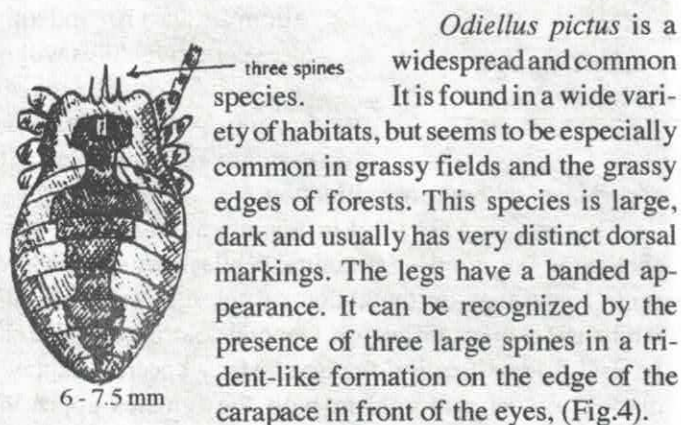 Odiellus pictus is a
three spines
widespread and common
species. It is found in a wide vari-
ety of habitats, but seems to be especially
common in grassy fields and the grassy
edges of forests. This species is large,
dark and usually has very distinct dorsal
markings. The legs have a banded ap-
pearance. It can be recognized by the
presence of three large spines in a tri-
dent-like formation on the edge of the
carapace in front of the eyes, (Fig.4).
6 - 7.5 mm